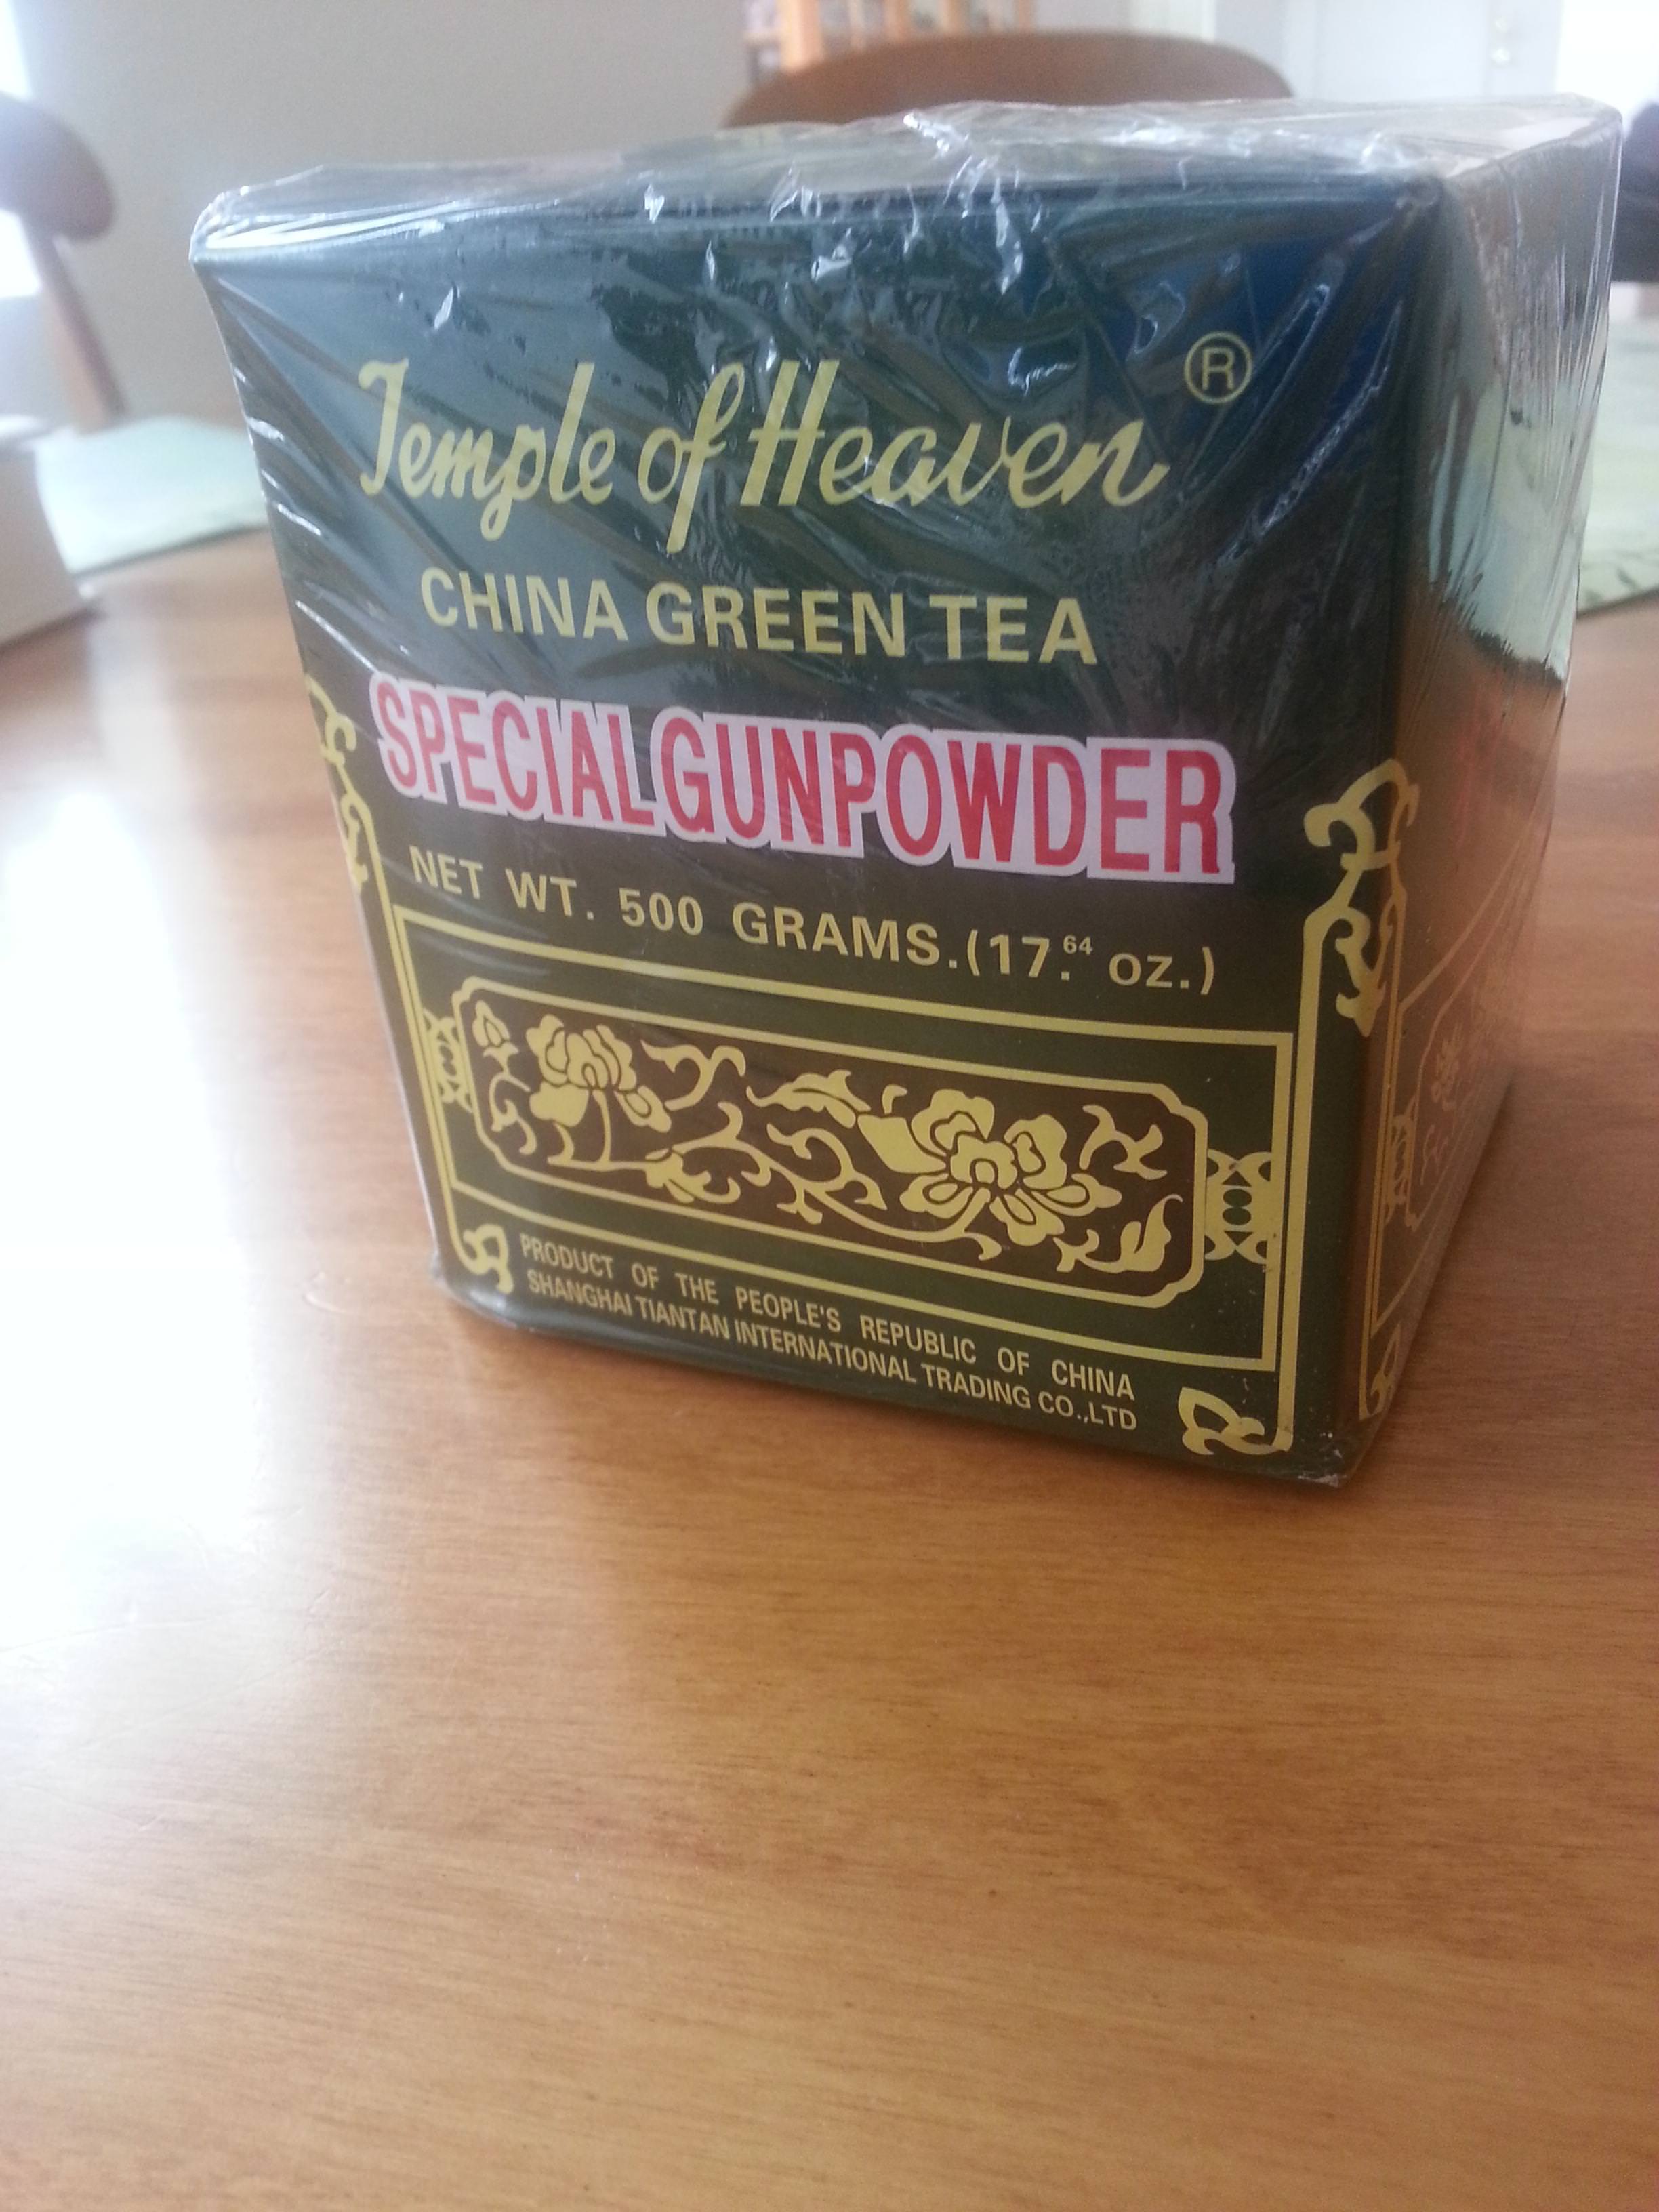 Temple of Heaven ®
CHINA GREEN TEA
SPECIAL GUNPOWDER
NET WT. 500 GRAMS.(17.64 OZ.)
PRODUCT OF THE PEOPLE'S REPUBLIC OF CHINA
SHANGHAI TIANTAN INTERNATIONAL TRADING CO.,LTD